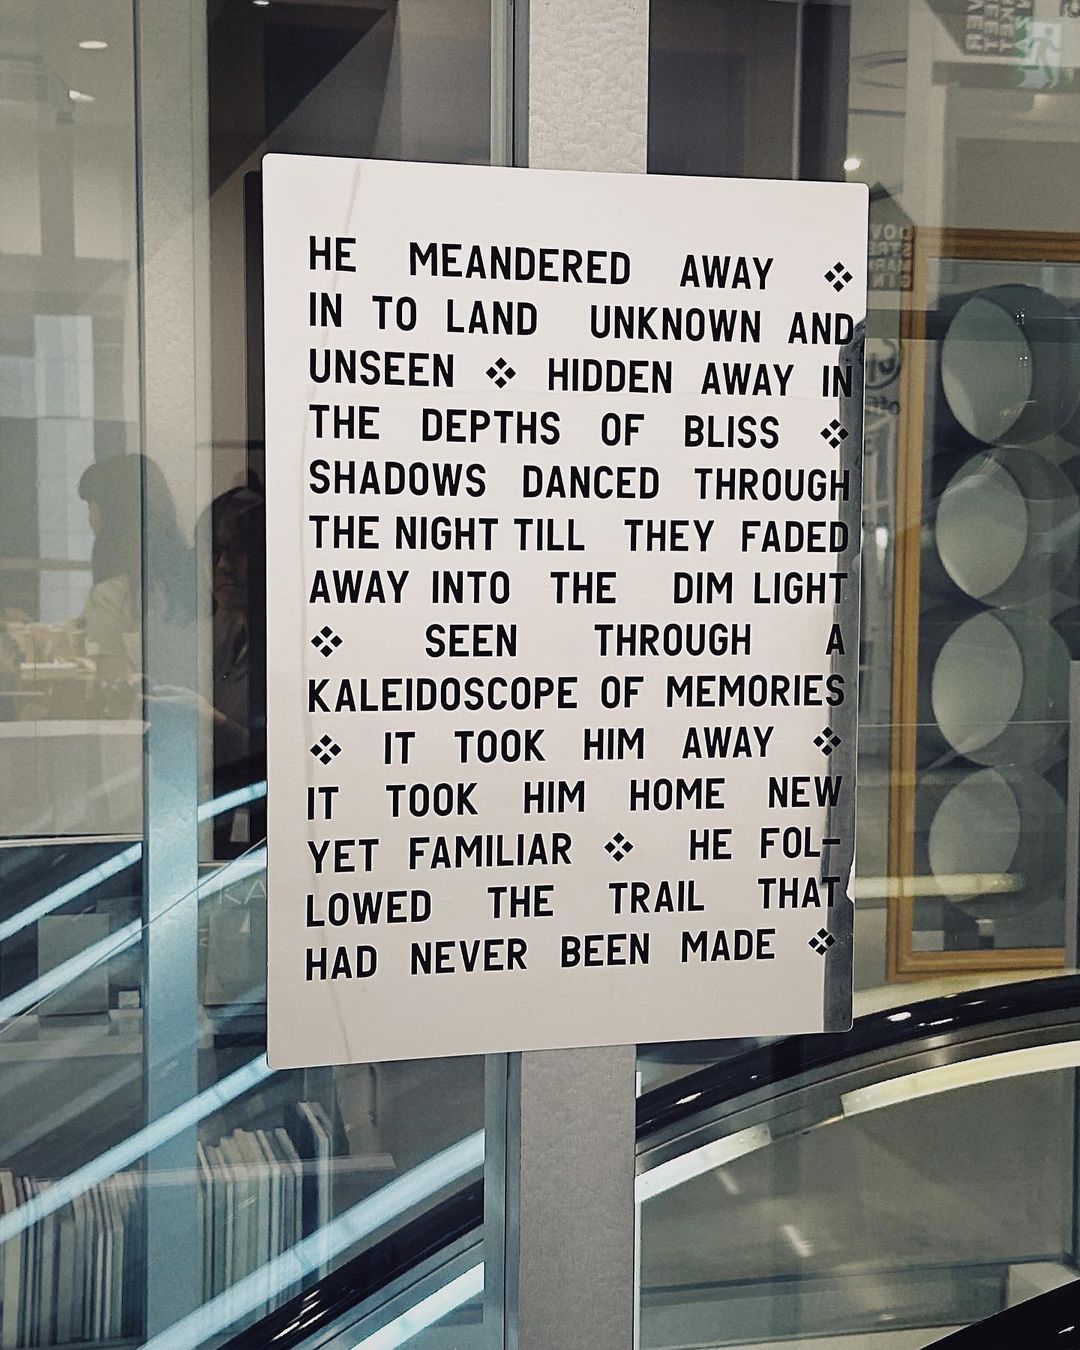 HE MEANDERED AWAY ❖
IN TO LAND UNKNOWN AND
UNSEEN ❖ HIDDEN AWAY IN
THE DEPTHS OF BLISS ❖
SHADOWS DANCED THROUGH
THE NIGHT TILL THEY FADED
AWAY INTO THE DIM LIGHT
❖ SEEN THROUGH A
KALEIDOSCOPE OF MEMORIES
❖ IT TOOK HIM AWAY ❖
IT TOOK HIM HOME NEW
YET FAMILIAR ❖ HE FOL-
LOWED THE TRAIL THAT
HAD NEVER BEEN MADE ❖